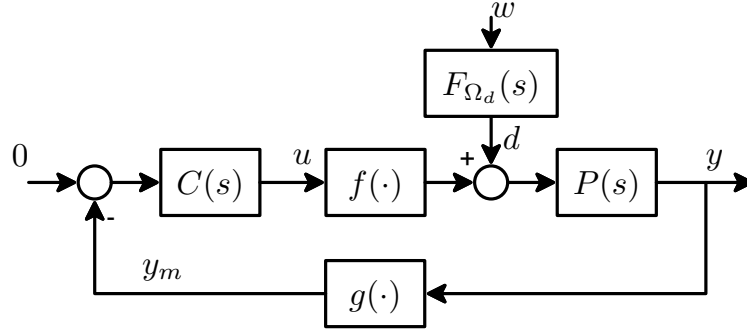 w
F_{Ω_d}(s)
d
0
C(s)
u
f(·)
+
P(s)
y
-
y_m
g(·)